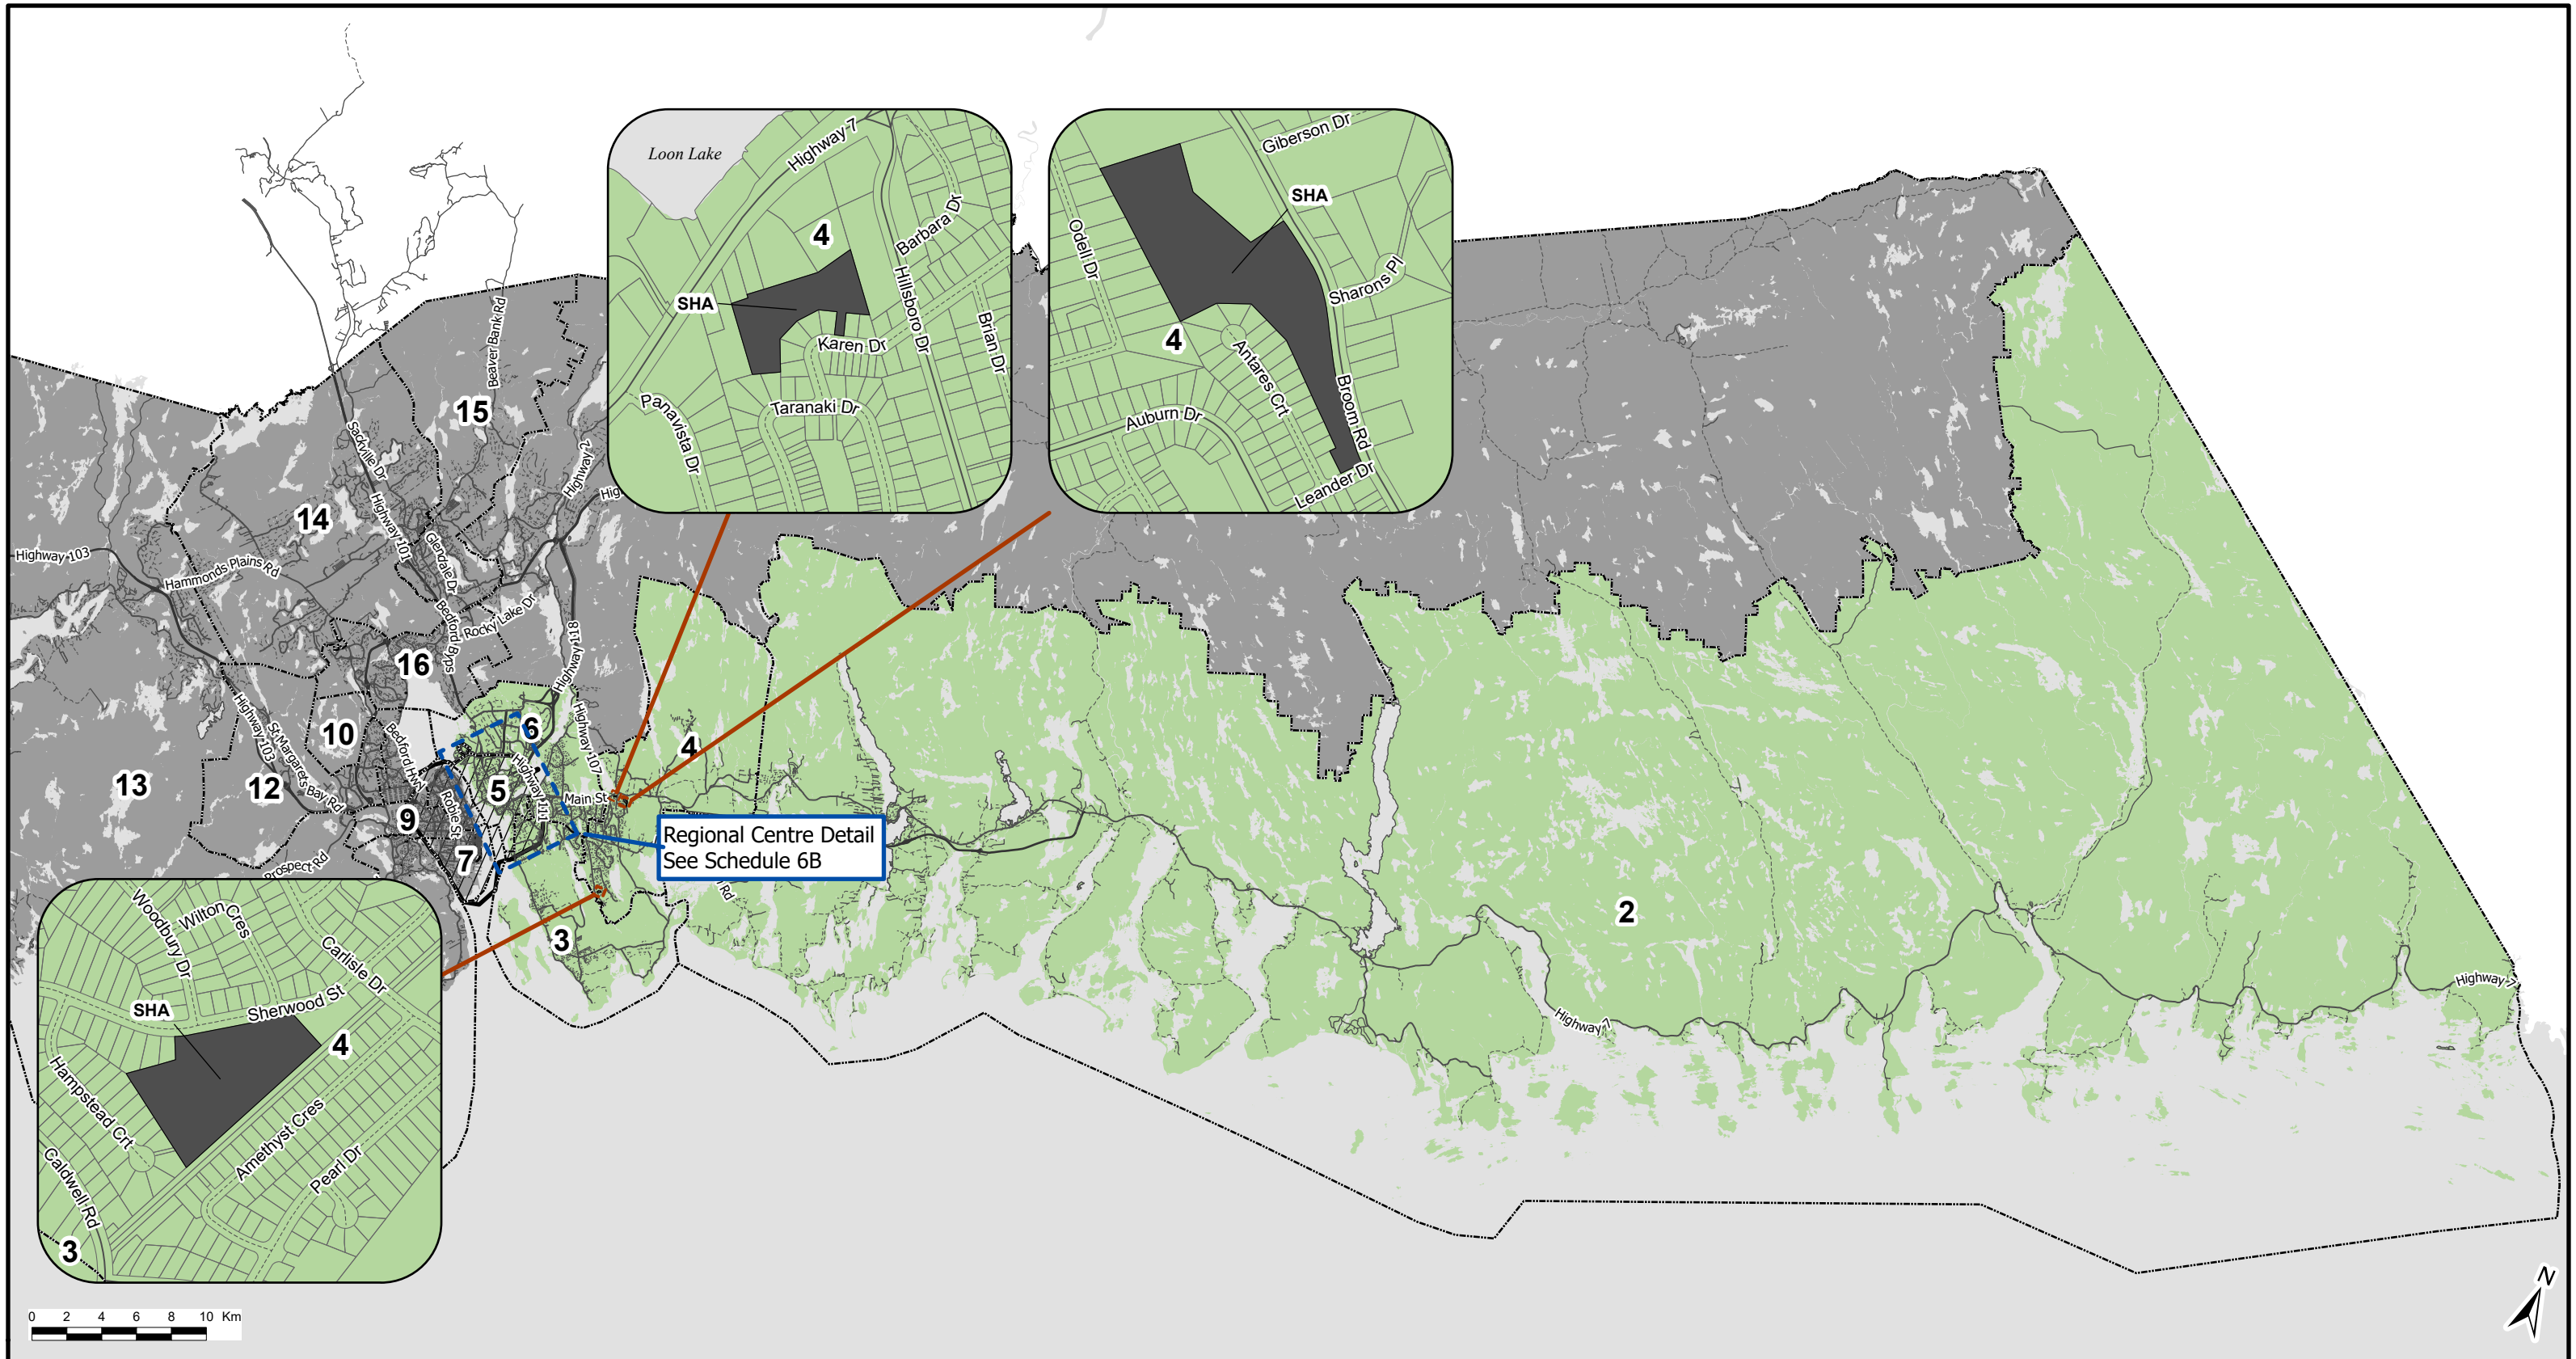 Loon Lake
Highway 7
4
SHA
Barbara Dr
Hillsboro Dr
Brian Dr
Karen Dr
Taranaki Dr
Panavista Dr
Giberson Dr
SHA
Odell Dr
Sharons Pl
4
Antares Crt
Auburn Dr
Broom Rd
Leander Dr
Beaver Bank Rd
15
Sackville Dr
Highway 2
Hig
14
Highway 101
Glendale Dr
Highway 103
Hammonds Plains Rd
Bedford Byps
Rocky Lake Dr
Highway 118
16
Highway 103
St Margarets Bay Rd
10
Bedford Hwy
6
Highway 107
4
13
12
5
Highway 111
Main St
Robie St
9
7
Prospect Rd
Regional Centre Detail
See Schedule 6B
Rd
3
2
Highway 7
Highway 7
Woodbury Dr
Wilton Cres
Carlisle Dr
SHA
Sherwood St
4
Hampstead Crt
Amethyst Cres
Pearl Dr
Caldwell Rd
3
0 2 4 6 8 10 Km
N